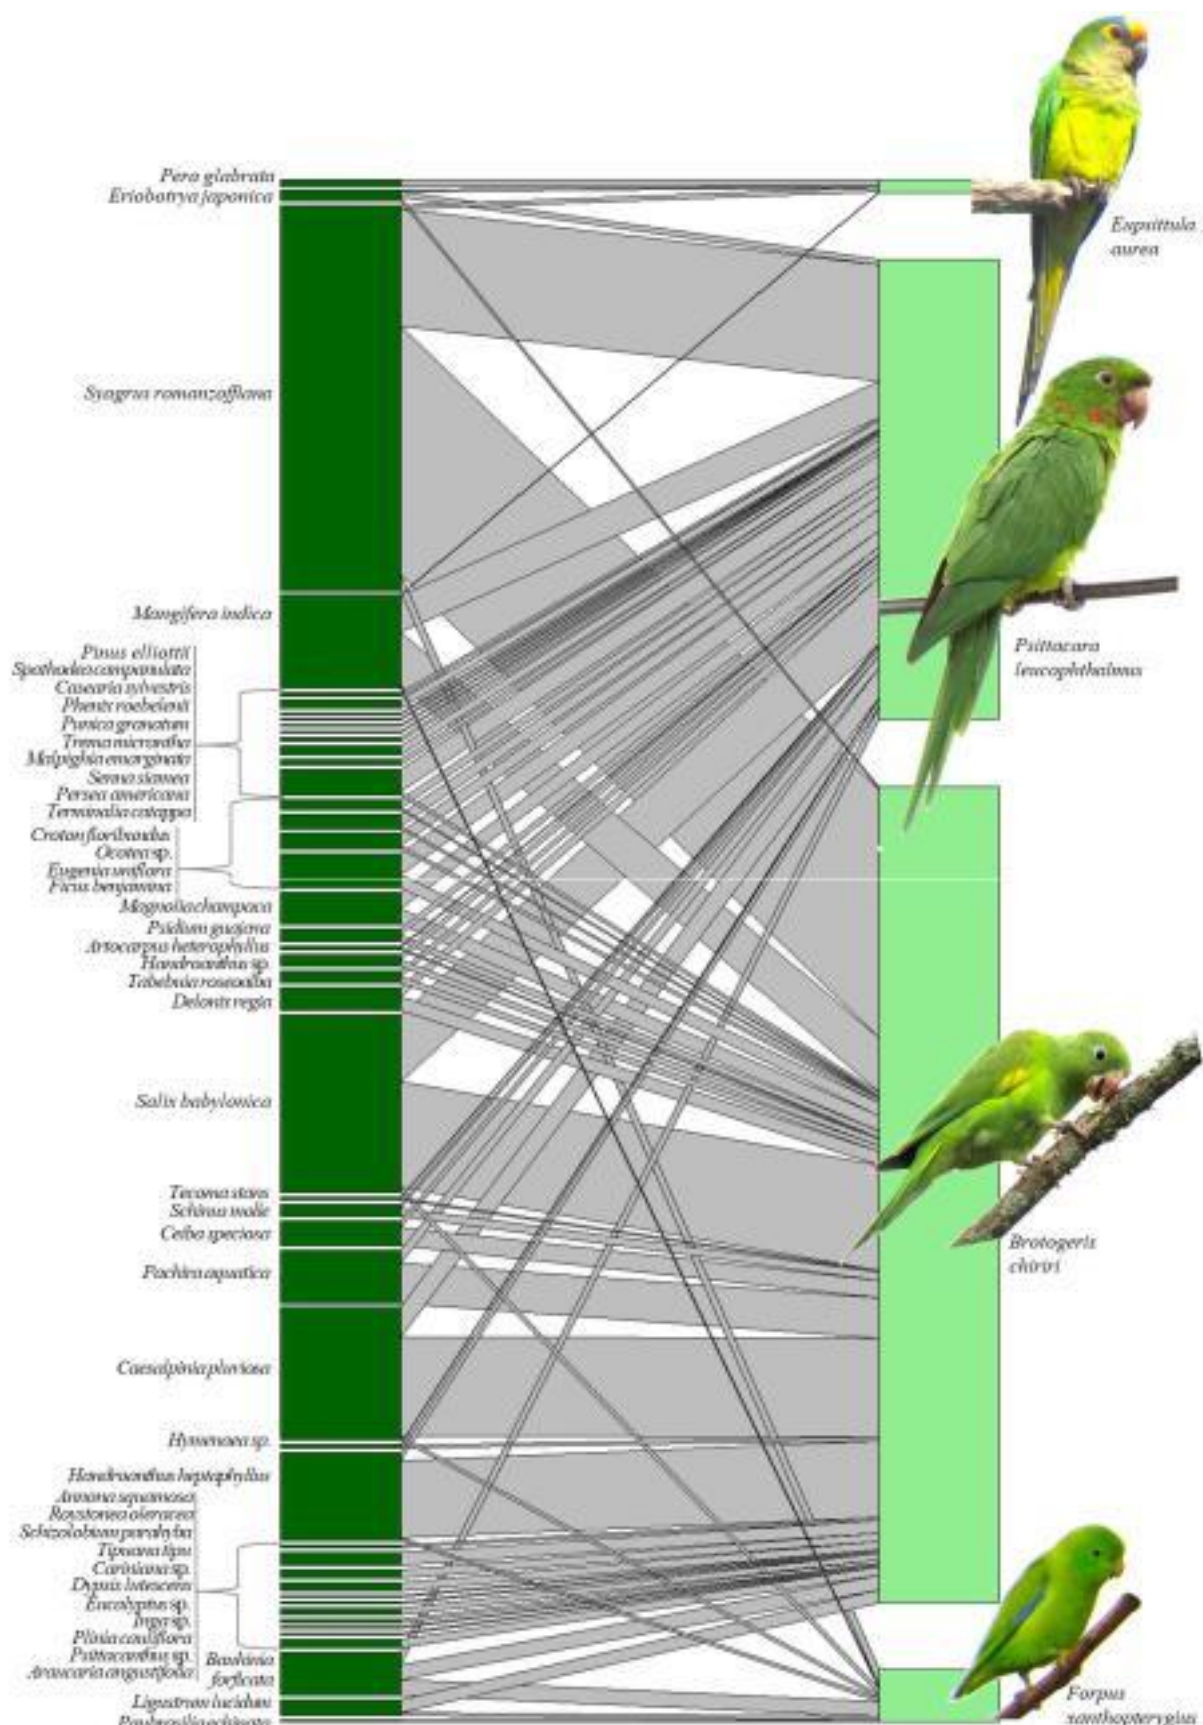 Pera glabrata
Eriobotrya japonica
Eupsittula
aurea
Syagrus romanzoffiana
Mangifera indica
Pinus elliottii
Spathodea campanulata
Casearia sylvestris
Phenix roebelenii
Punica granatum
Trema micrantha
Malpighia emarginata
Senna siamea
Persea americana
Terminalia catappa
Psittacara
leucophthalmus
Croton floribundus
Ocotea sp.
Eugenia uniflora
Ficus benjamina
Magnolia champaca
Psidium guajava
Artocarpus heterophyllus
Handroanthus sp.
Tabebuia roseoalba
Delonix regia
Salix babylonica
Tecoma stans
Schinus molle
Ceiba speciosa
Pachira aquatica
Brotogeris
chiriri
Caesalpinia pluviosa
Hymenaea sp.
Handroanthus heptaphyllus
Annona squamosa
Roystonea oleracea
Schizolobium parahyba
Tipuana tipu
Cariniana sp.
Dypsis lutescens
Eucalyptus sp.
Inga sp.
Plinia cauliflora
Psittacanthus sp.
Araucaria angustifolia
Bauhinia
forficata
Ligustrum lucidum
Paubrasilia echinata
Forpus
xanthopterygius